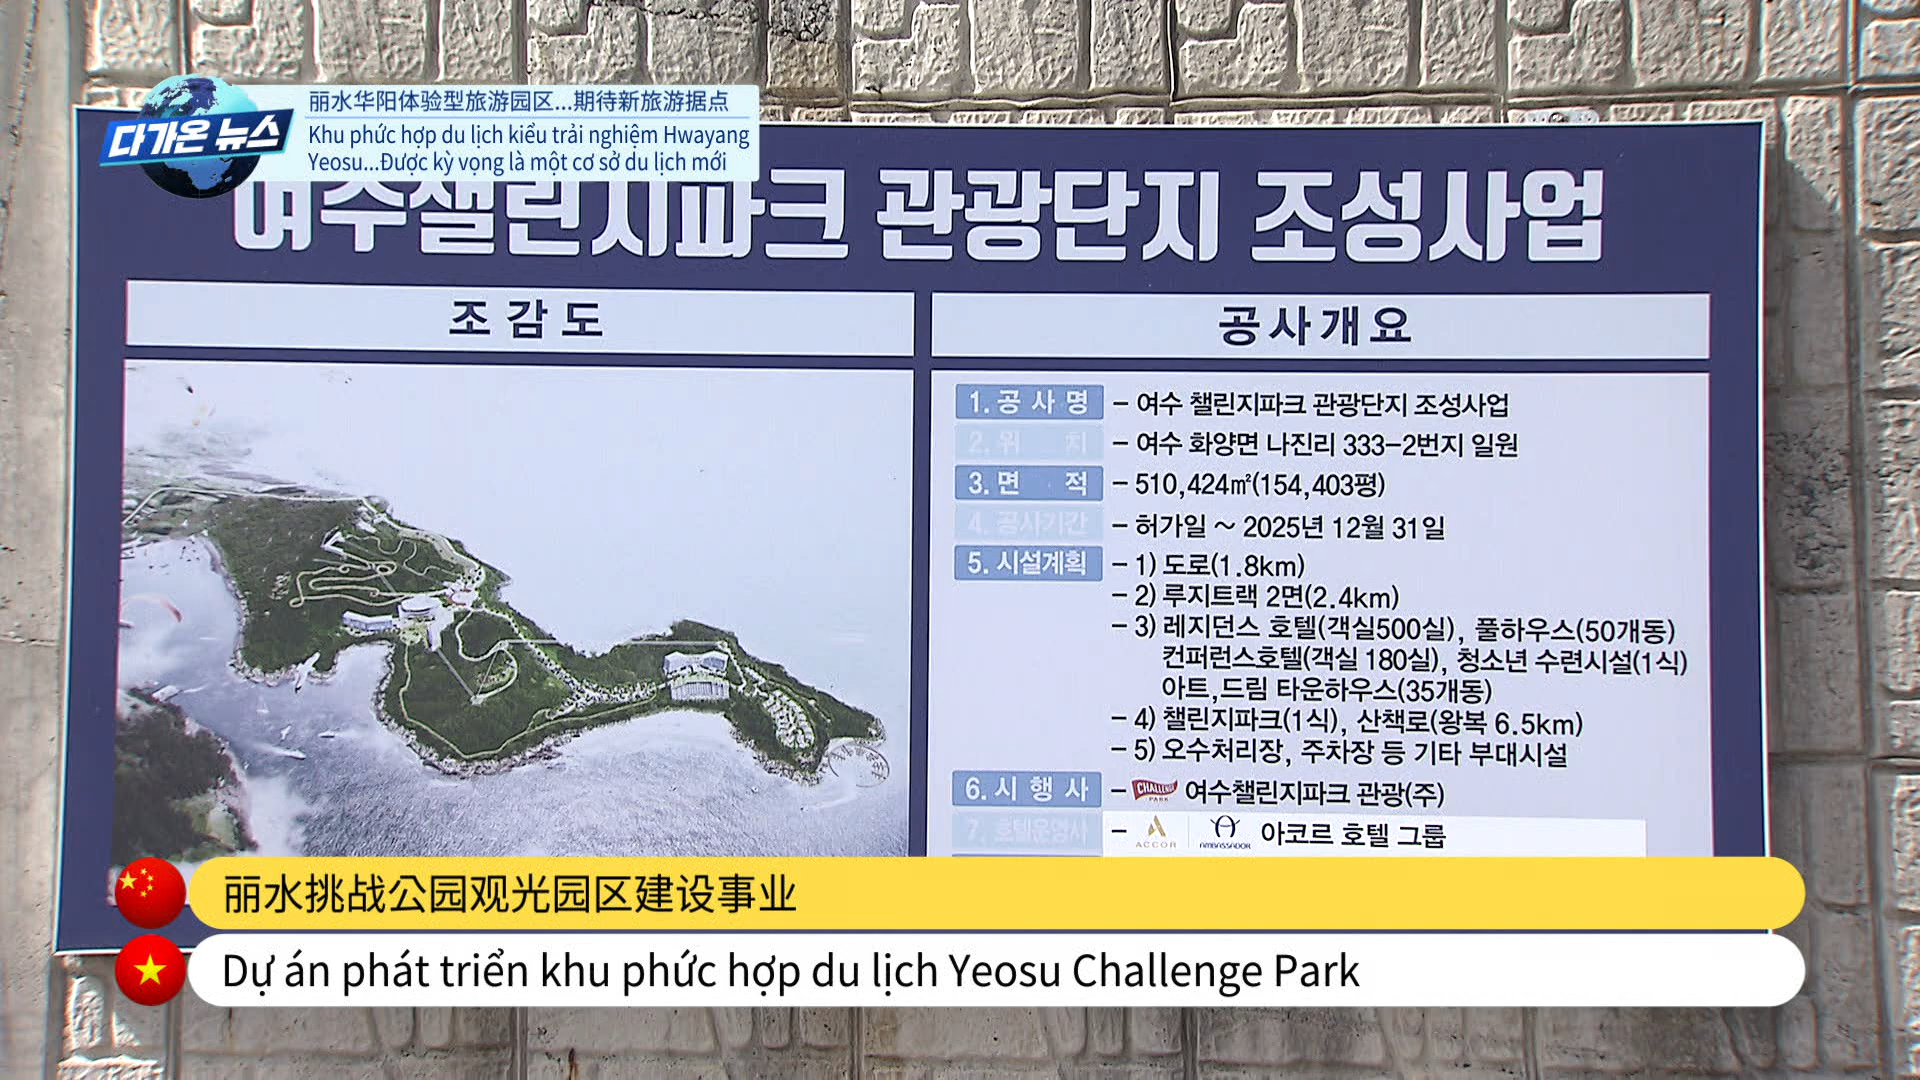 丽水华阳体验型旅游园区...期待新旅游据点
다가온 뉴스
Khu phức hợp du lịch kiểu trải nghiệm Hwayang
Yeosu...Được kỳ vọng là một cơ sở du lịch mới
여수챌린지파크 관광단지 조성사업
조감도
공사개요
1. 공 사 명 - 여수 챌린지파크 관광단지 조성사업
2. 위 치 - 여수 화양면 나진리 333-2번지 일원
3. 면 적 - 510,424㎡(154,403평)
4. 공사기간 - 허가일 ~ 2025년 12월 31일
5. 시설계획 - 1) 도로(1.8km)
- 2) 루지트랙 2면(2.4km)
- 3) 레지던스 호텔(객실500실), 풀하우스(50개동)
컨퍼런스호텔(객실 180실), 청소년 수련시설(1식)
아트,드림 타운하우스(35개동)
- 4) 챌린지파크(1식), 산책로(왕복 6.5km)
- 5) 오수처리장, 주차장 등 기타 부대시설
6. 시 행 사 - CHALLENGE PARK 여수챌린지파크 관광(주)
7. 호텔운영사 - ACCOR AMBASSADOR 아코르 호텔 그룹
丽水挑战公园观光园区建设事业
Dự án phát triển khu phức hợp du lịch Yeosu Challenge Park